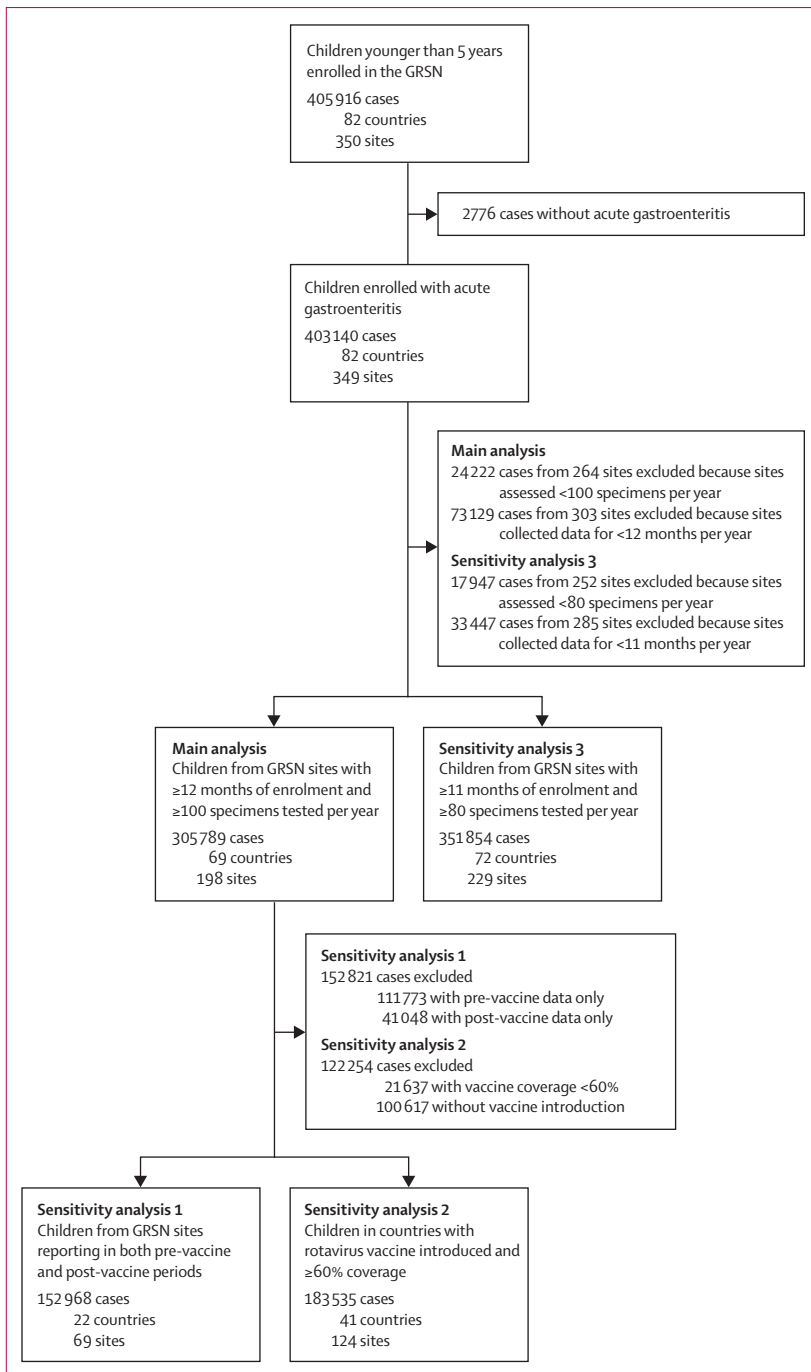 Children younger than 5 years
enrolled in the GRSN
405 916 cases
82 countries
350 sites
2776 cases without acute gastroenteritis
Children enrolled with acute
gastroenteritis
403 140 cases
82 countries
349 sites
Main analysis
24 222 cases from 264 sites excluded because sites
assessed <100 specimens per year
73 129 cases from 303 sites excluded because sites
collected data for <12 months per year
Sensitivity analysis 3
17 947 cases from 252 sites excluded because sites
assessed <80 specimens per year
33 447 cases from 285 sites excluded because sites
collected data for <11 months per year
Main analysis
Children from GRSN sites with
≥12 months of enrolment and
≥100 specimens tested per year
305 789 cases
69 countries
198 sites
Sensitivity analysis 3
Children from GRSN sites with
≥11 months of enrolment and
≥80 specimens tested per year
351 854 cases
72 countries
229 sites
Sensitivity analysis 1
152 821 cases excluded
111 773 with pre-vaccine data only
41 048 with post-vaccine data only
Sensitivity analysis 2
122 254 cases excluded
21 637 with vaccine coverage <60%
100 617 without vaccine introduction
Sensitivity analysis 1
Children from GRSN sites
reporting in both pre-vaccine
and post-vaccine periods
152 968 cases
22 countries
69 sites
Sensitivity analysis 2
Children in countries with
rotavirus vaccine introduced and
≥60% coverage
183 535 cases
41 countries
124 sites